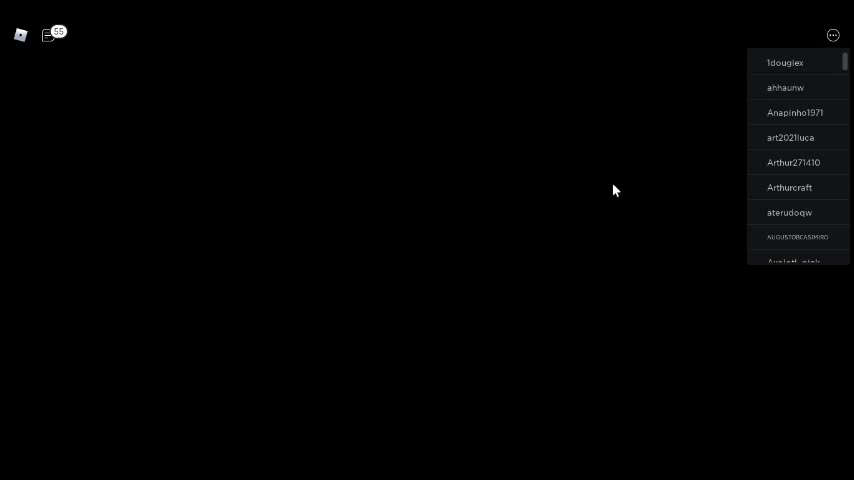 55
1douglex
ahhaunw
Anapinho1971
art2021luca
Arthur271410
Arthurcraft
aterudoqw
AUGUSTOBCASIMIRO